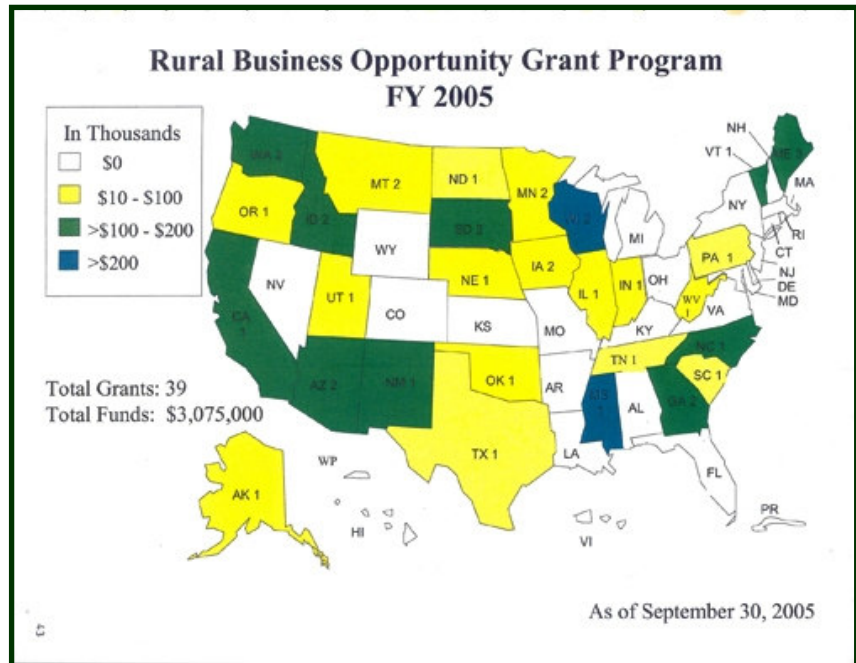 Rural Business Opportunity Grant Program
FY 2005
In Thousands
$0
$10 - $100
>$100 - $200
>$200
Total Grants: 39
Total Funds: $3,075,000
WA 2
OR 1
CA
1
NV
ID 2
MT 2
WY
UT 1
CO
AZ 2
NM 1
ND 1
SD
NE 1
KS
OK 1
TX 1
MN 2
IA 2
MO
AR
LA
WI 2
IL 1
MI
IN 1
OH
KY
TN 1
MS
AL
GA 2
FL
SC 1
NC 1
VA
WV
1
PA 1
NY
VT 1
NH
ME
MA
RI
CT
NJ
DE
MD
AK 1
WP
HI
VI
PR
As of September 30, 2005
43